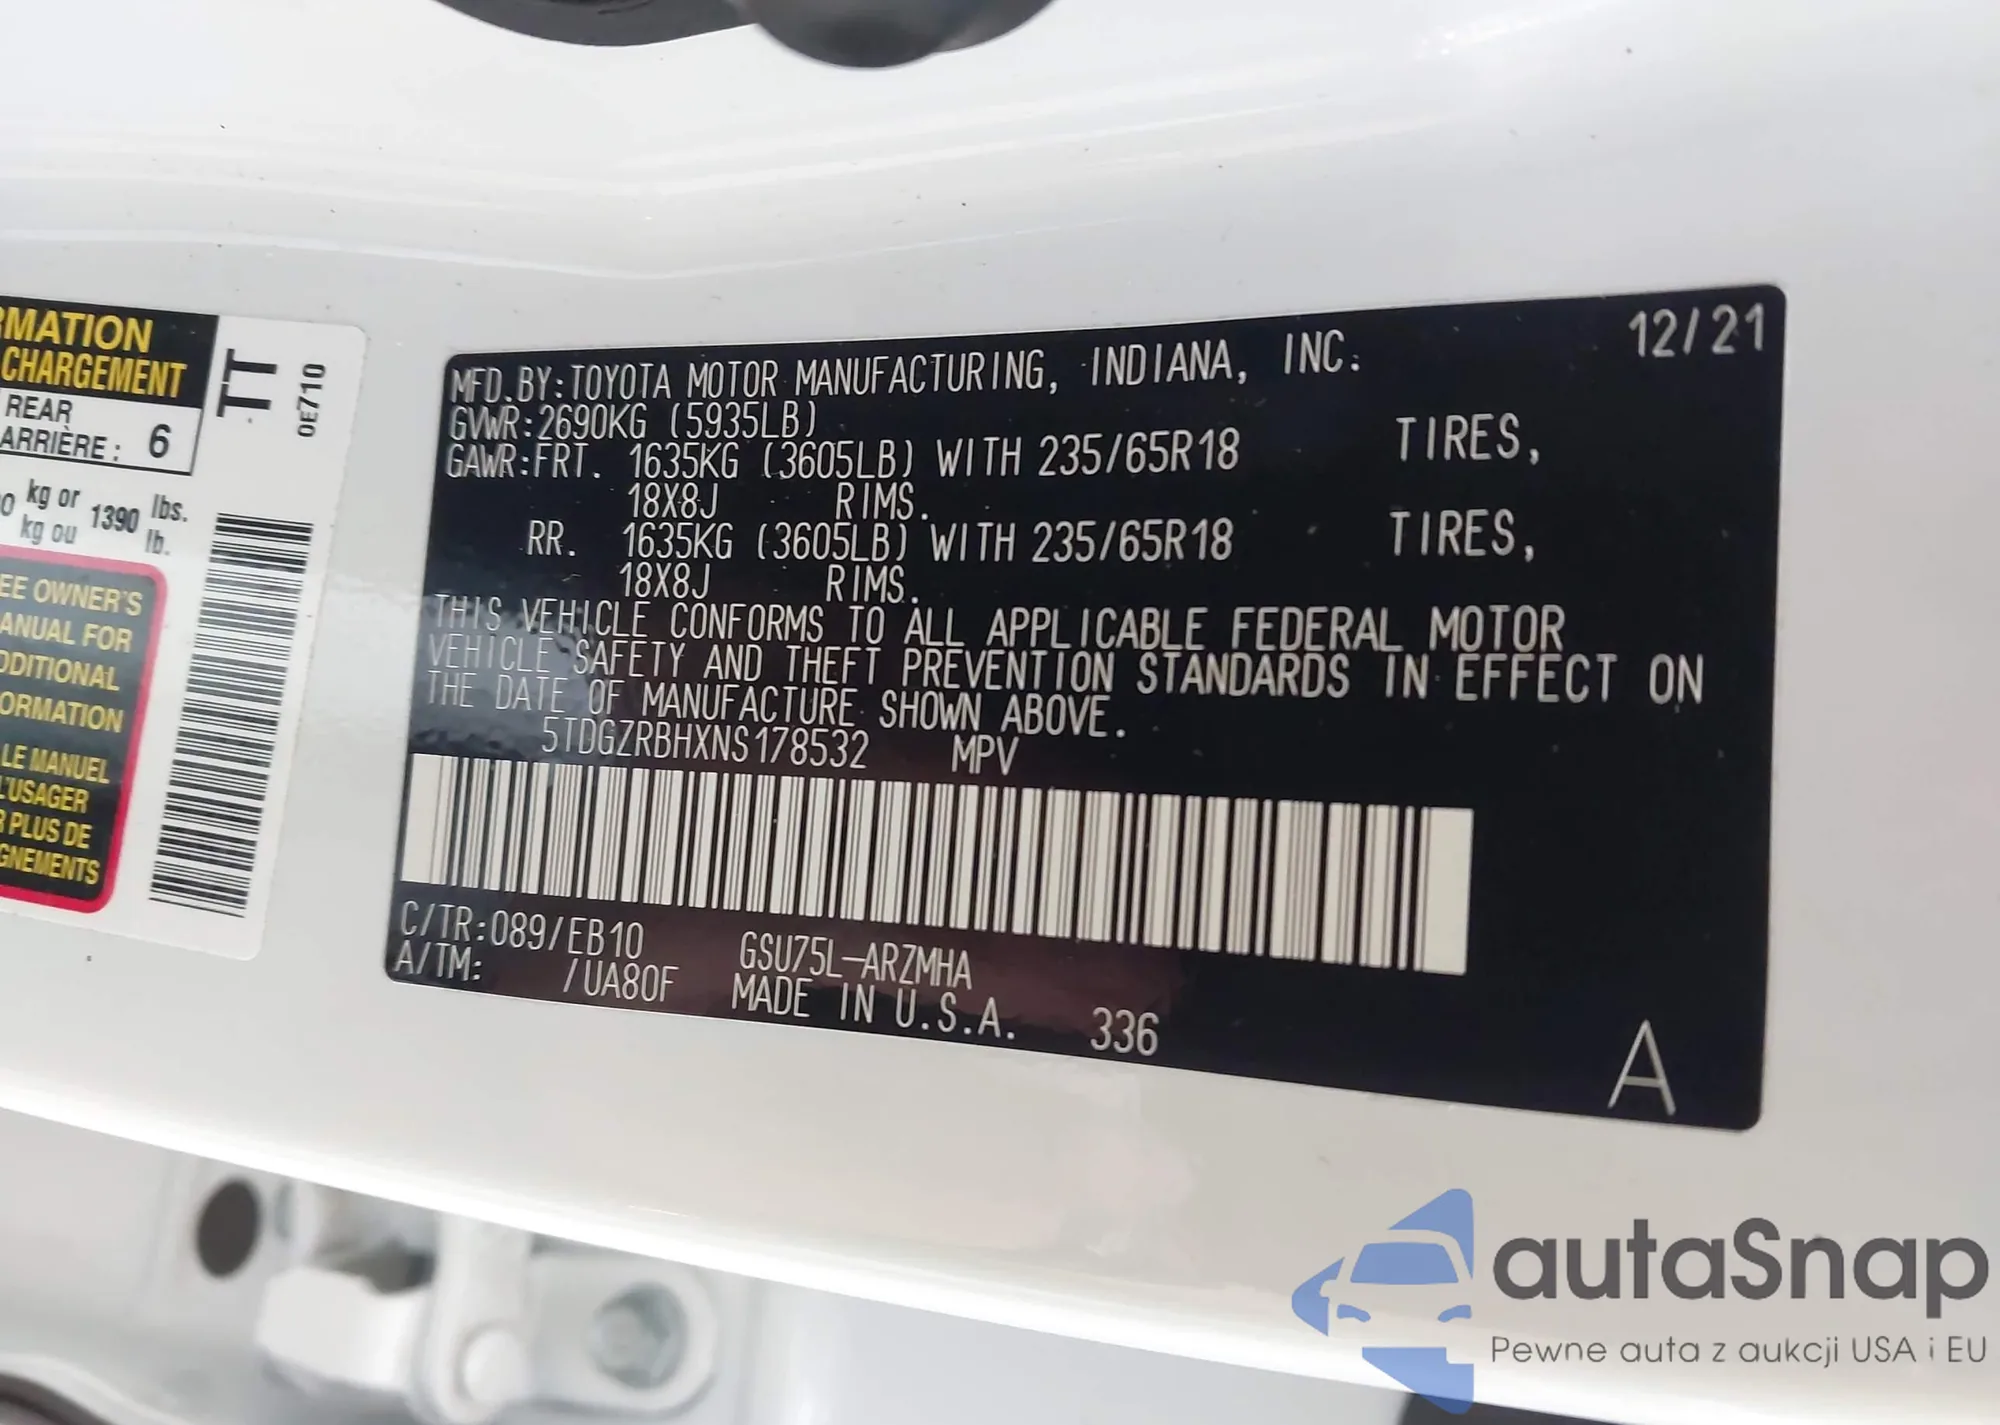 RMATION
CHARGEMENT
REAR
ARRIÈRE: 6
kg or 1390 lbs.
kg ou lb.
EE OWNER'S
ANUAL FOR
DDITIONAL
ORMATION
LE MANUEL
L'USAGER
R PLUS DE
GNEMENTS
TT
0E710
12/21
MFD.BY:TOYOTA MOTOR MANUFACTURING, INDIANA, INC.
GVWR:2690KG (5935LB)
GAWR:FRT. 1635KG (3605LB) WITH 235/65R18 TIRES,
18X8J RIMS.
RR. 1635KG (3605LB) WITH 235/65R18 TIRES,
18X8J RIMS.
THIS VEHICLE CONFORMS TO ALL APPLICABLE FEDERAL MOTOR
VEHICLE SAFETY AND THEFT PREVENTION STANDARDS IN EFFECT ON
THE DATE OF MANUFACTURE SHOWN ABOVE.
5TDGZRBHXNS178532 MPV
C/TR:089/EB10 GSU75L-ARZMHA
A/TM: /UA80F MADE IN U.S.A. 336
A
autaSnap
Pewne auta z aukcji USA i EU